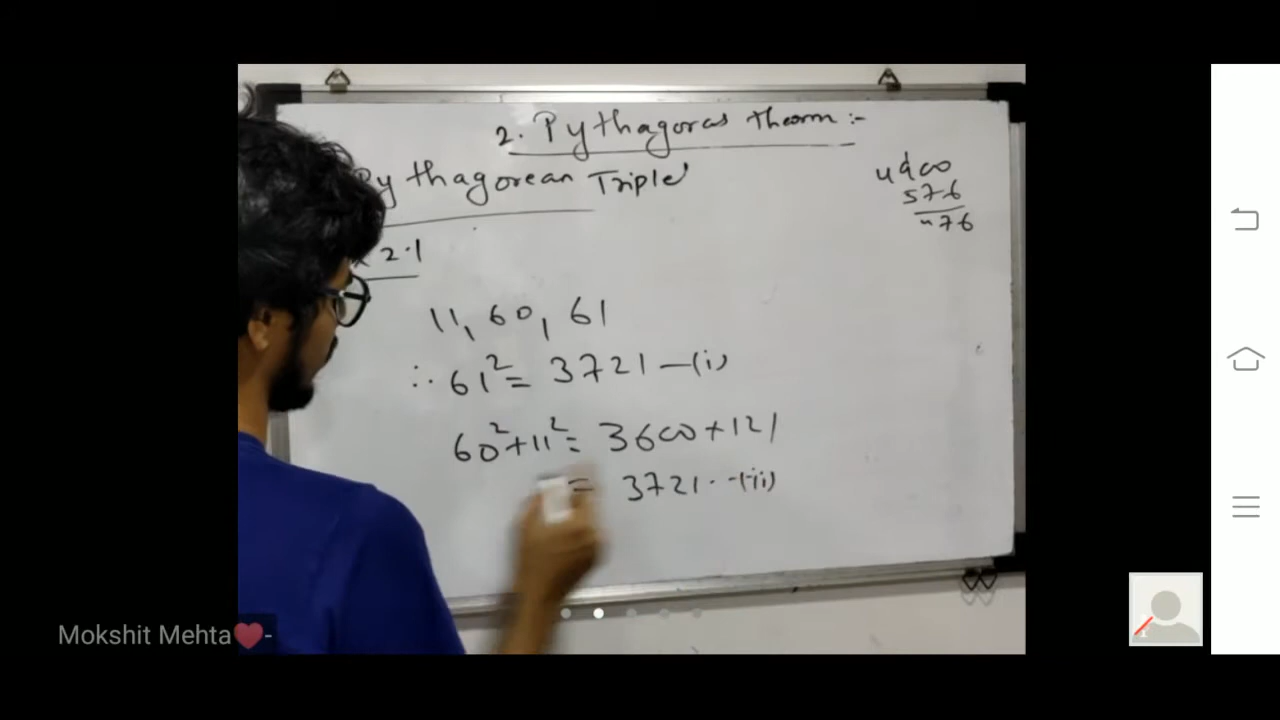 2. Pythagoras theorm :-
Pythagorean Triple
2.1
576
476
11, 60, 61
∴ 61² = 3721 —(i)
60² + 11² = 3600 + 121
= 3721 --(ii)
Mokshit Mehta❤-